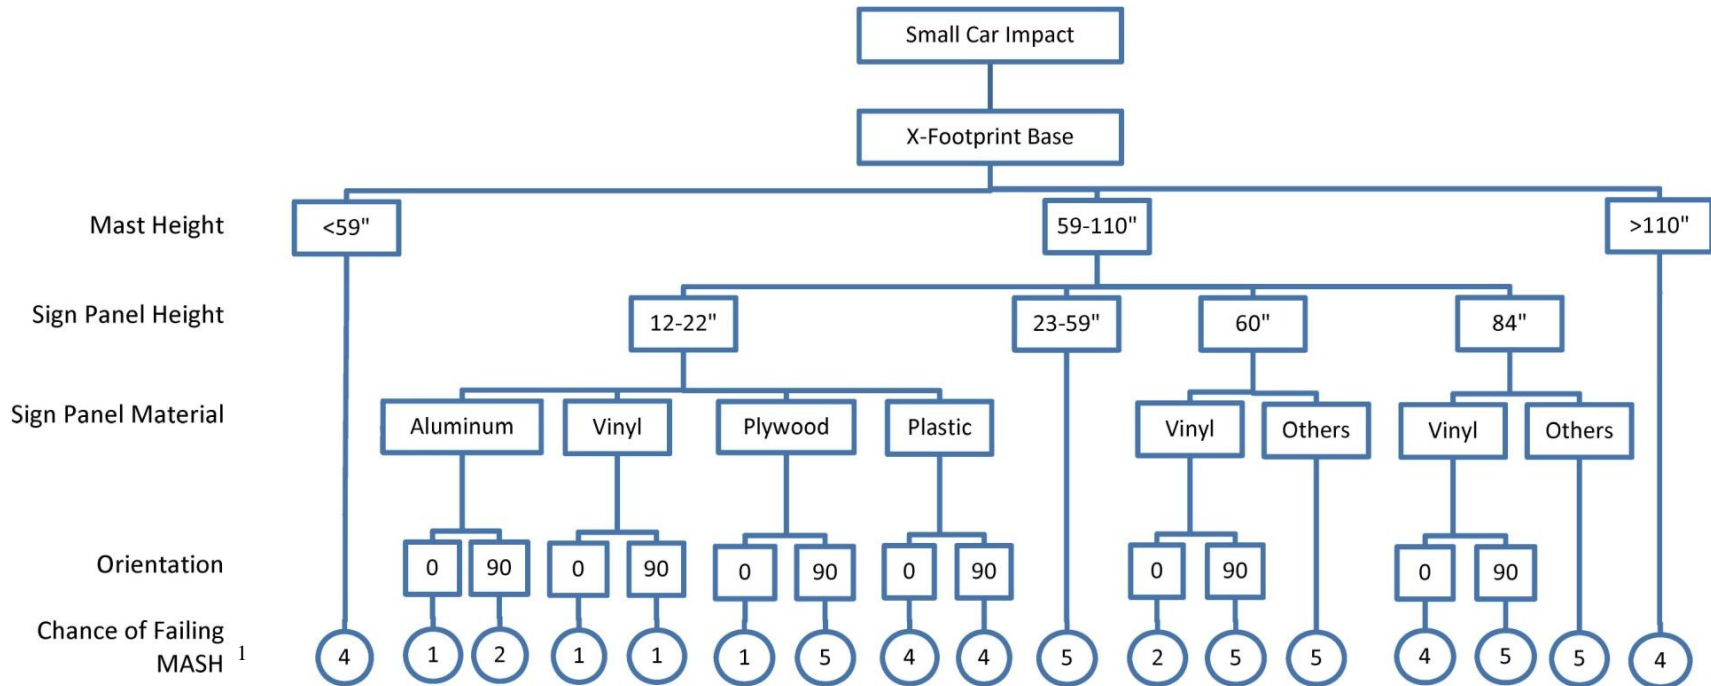 Small Car Impact
X-Footprint Base
Mast Height <59" 59-110" >110"
Sign Panel Height 12-22" 23-59" 60" 84"
Sign Panel Material Aluminum Vinyl Plywood Plastic Vinyl Others Vinyl Others
Orientation 0 90 0 90 0 90 0 90 0 90 0 90
Chance of Failing
MASH 1 4 1 2 1 1 1 5 4 4 5 2 5 5 4 5 5 4